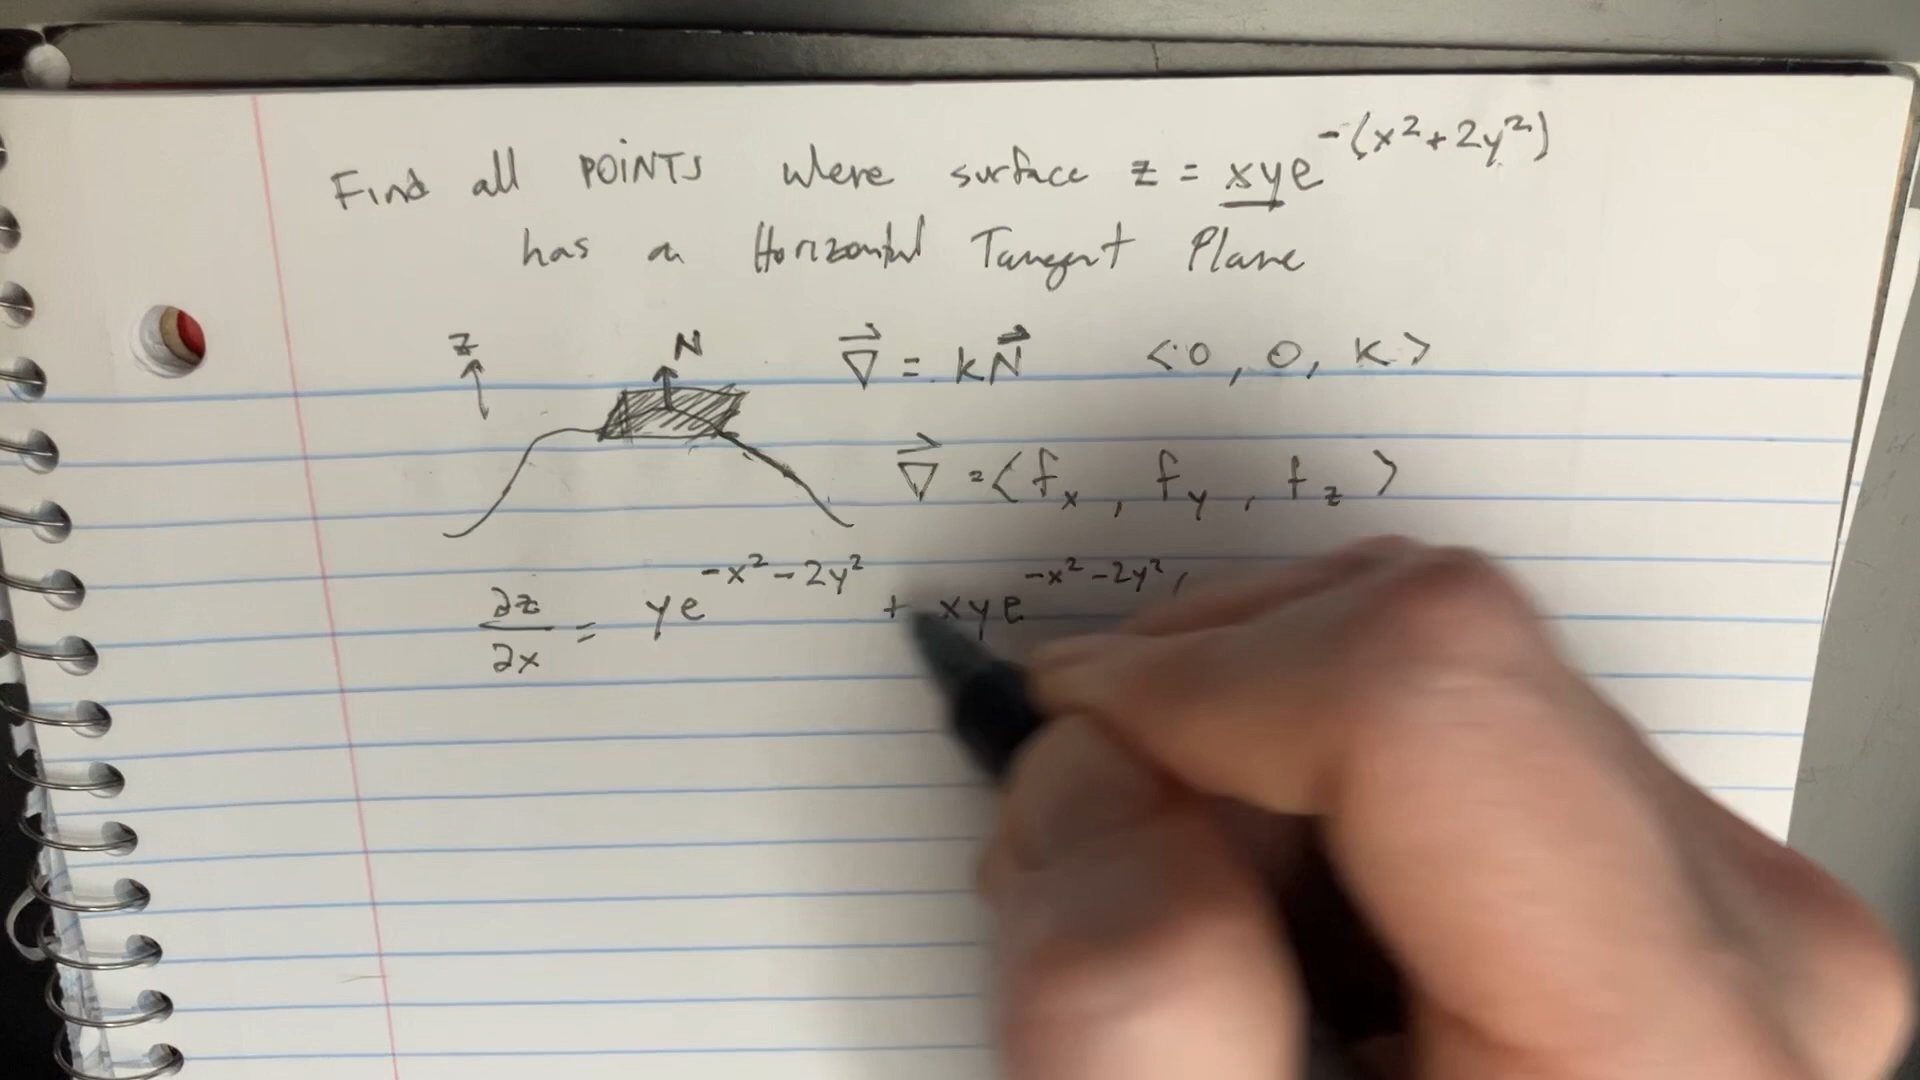 Find all POINTS where surface z = xye^-(x²+2y²)
has a Horizontal Tangent Plane
z N ∇⃗ = kN⃗ <0, 0, K>
∇⃗ = <fx, fy, fz>
∂z/∂x = ye^-x²-2y² + xye^-x²-2y²